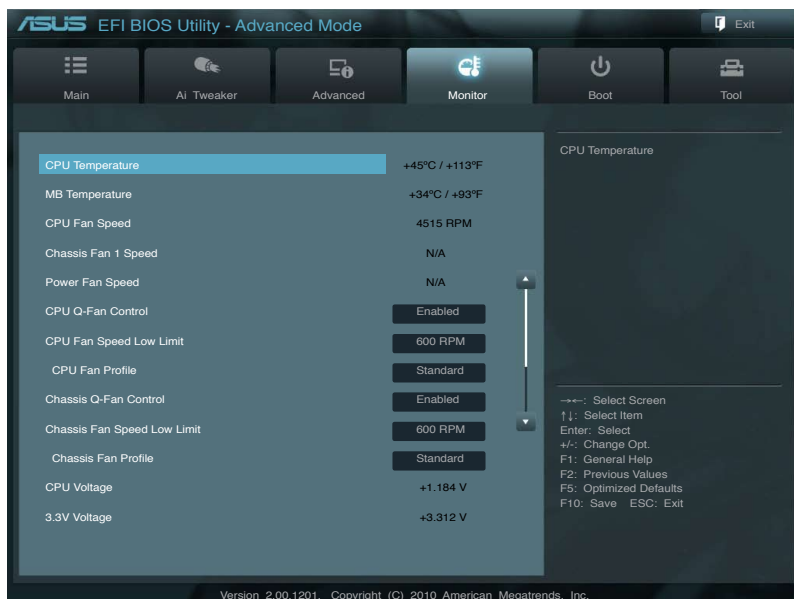 ASUS EFI BIOS Utility - Advanced Mode
Exit
Main Ai Tweaker Advanced Monitor Boot Tool
CPU Temperature +45ºC / +113ºF
MB Temperature +34ºC / +93ºF
CPU Fan Speed 4515 RPM
Chassis Fan 1 Speed N/A
Power Fan Speed N/A
CPU Q-Fan Control Enabled
CPU Fan Speed Low Limit 600 RPM
CPU Fan Profile Standard
Chassis Q-Fan Control Enabled
Chassis Fan Speed Low Limit 600 RPM
Chassis Fan Profile Standard
CPU Voltage +1.184 V
3.3V Voltage +3.312 V
CPU Temperature
→←: Select Screen
↑↓: Select Item
Enter: Select
+/-: Change Opt.
F1: General Help
F2: Previous Values
F5: Optimized Defaults
F10: Save ESC: Exit
Version 2.00.1201. Copyright (C) 2010 American Megatrends, Inc.